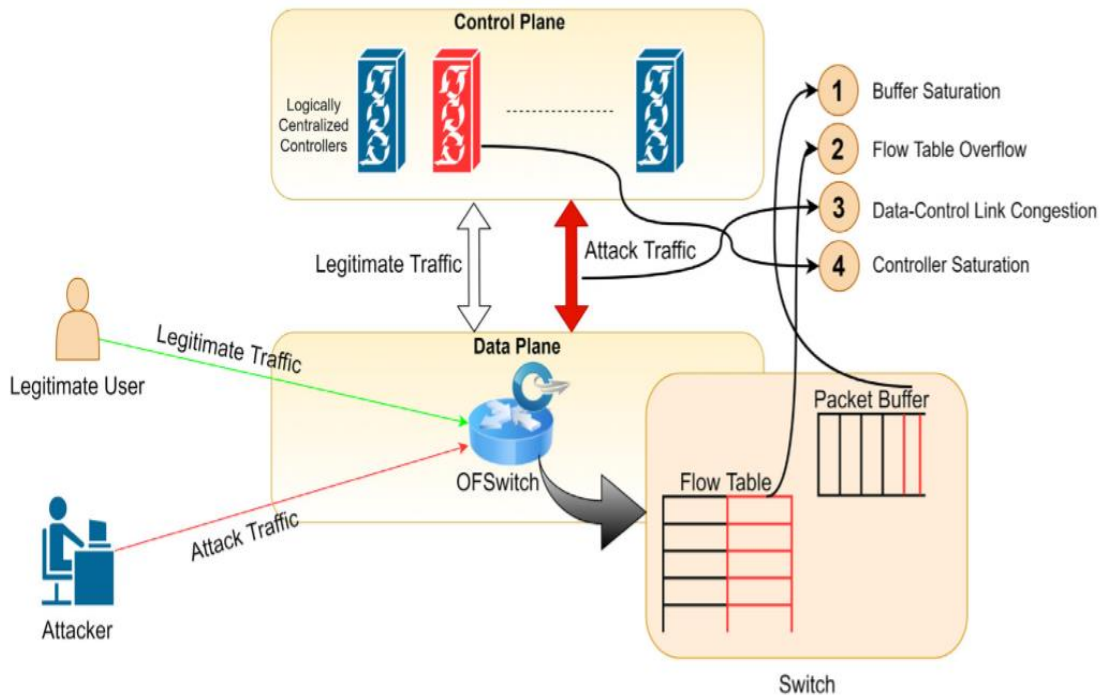 Control Plane
Logically
Centralized
Controllers
1 Buffer Saturation
2 Flow Table Overflow
3 Data-Control Link Congestion
4 Controller Saturation
Legitimate Traffic
Attack Traffic
Legitimate User
Legitimate Traffic
Data Plane
OFSwitch
Attacker
Attack Traffic
Packet Buffer
Flow Table
Switch